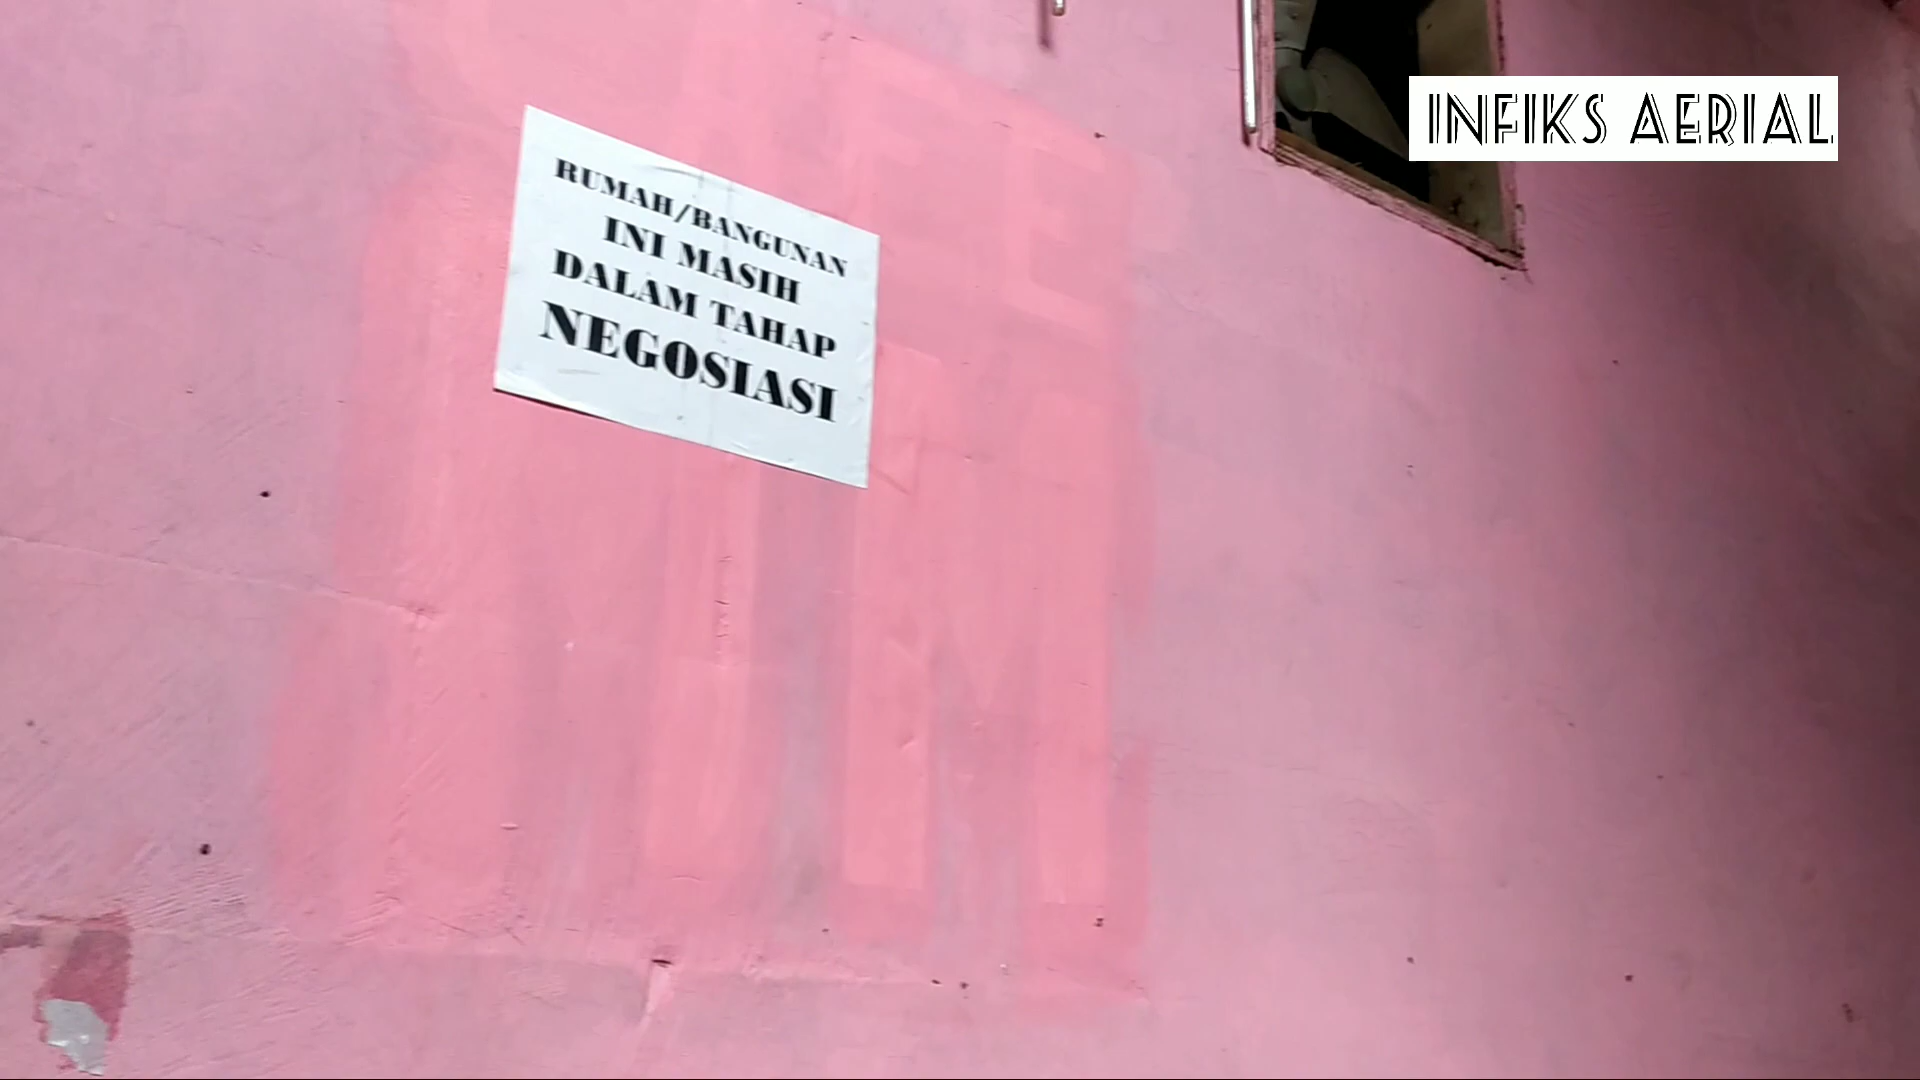 RUMAH/BANGUNAN
INI MASIH
DALAM TAHAP
NEGOSIASI
INFIKS AERIAL